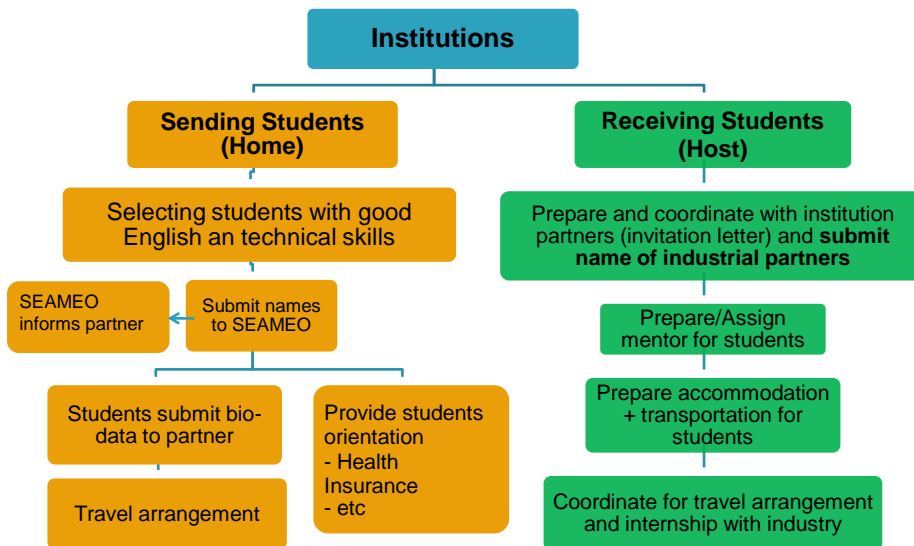 Institutions
Sending Students
(Home)
Selecting students with good
English an technical skills
SEAMEO
informs partner
Submit names
to SEAMEO
Students submit bio-
data to partner
Travel arrangement
Provide students
orientation
- Health
Insurance
- etc
Receiving Students
(Host)
Prepare and coordinate with institution
partners (invitation letter) and submit
name of industrial partners
Prepare/Assign
mentor for students
Prepare accommodation
+ transportation for
students
Coordinate for travel arrangement
and internship with industry